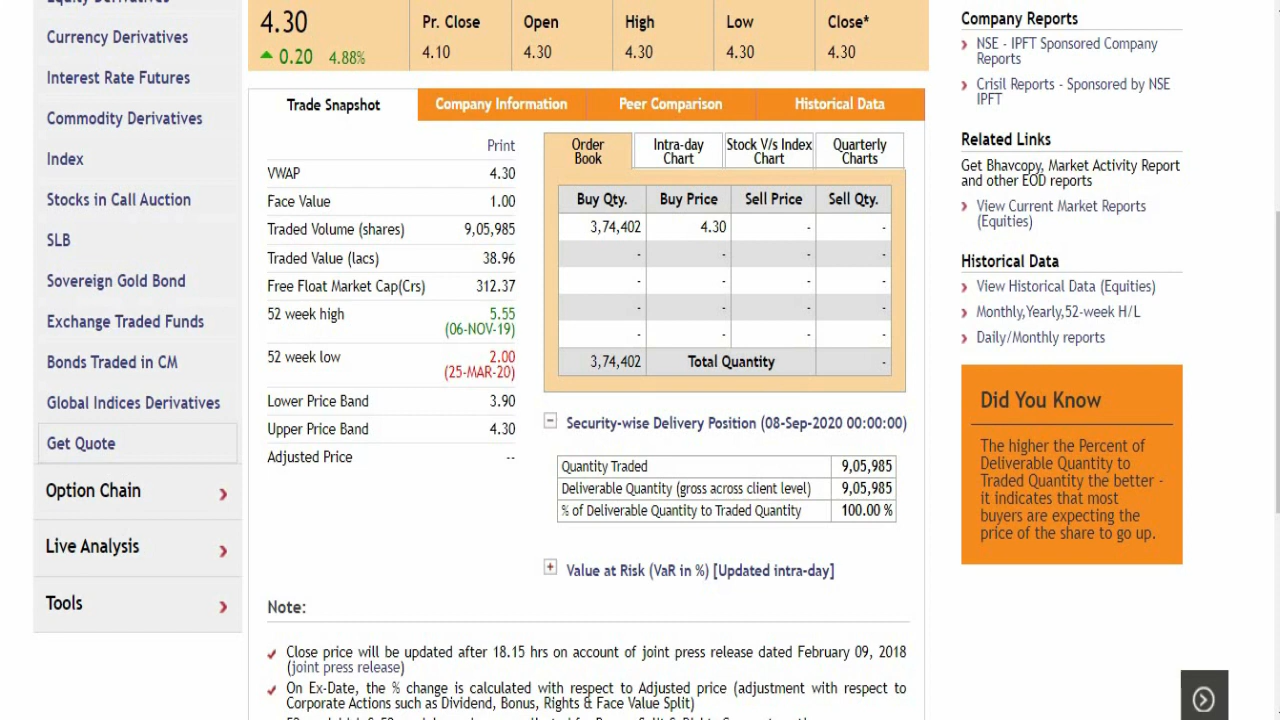 Equity Derivatives
Currency Derivatives
Interest Rate Futures
Commodity Derivatives
Index
Stocks in Call Auction
SLB
Sovereign Gold Bond
Exchange Traded Funds
Bonds Traded in CM
Global Indices Derivatives
Get Quote
Option Chain
Live Analysis
Tools
4.30
0.20 4.88%
Pr. Close Open High Low Close*
4.10 4.30 4.30 4.30 4.30
Trade Snapshot Company Information Peer Comparison Historical Data
Print
VWAP 4.30
Face Value 1.00
Traded Volume (shares) 9,05,985
Traded Value (lacs) 38.96
Free Float Market Cap(Crs) 312.37
52 week high 5.55
(06-NOV-19)
52 week low 2.00
(25-MAR-20)
Lower Price Band 3.90
Upper Price Band 4.30
Adjusted Price --
Order Book
Intra-day Chart
Stock V/s Index Chart
Quarterly Charts
Buy Qty. Buy Price Sell Price Sell Qty.
3,74,402 4.30 - -
- - - -
- - - -
- - - -
- - - -
3,74,402 Total Quantity -
Security-wise Delivery Position (08-Sep-2020 00:00:00)
Quantity Traded 9,05,985
Deliverable Quantity (gross across client level) 9,05,985
% of Deliverable Quantity to Traded Quantity 100.00 %
Value at Risk (VaR in %) [Updated intra-day]
Note:
Close price will be updated after 18.15 hrs on account of joint press release dated February 09, 2018
(joint press release)
On Ex-Date, the % change is calculated with respect to Adjusted price (adjustment with respect to
Corporate Actions such as Dividend, Bonus, Rights & Face Value Split)
Company Reports
NSE - IPFT Sponsored Company
Reports
Crisil Reports - Sponsored by NSE
IPFT
Related Links
Get Bhavcopy, Market Activity Report
and other EOD reports
View Current Market Reports
(Equities)
Historical Data
View Historical Data (Equities)
Monthly,Yearly,52-week H/L
Daily/Monthly reports
Did You Know
The higher the Percent of
Deliverable Quantity to
Traded Quantity the better -
it indicates that most
buyers are expecting the
price of the share to go up.